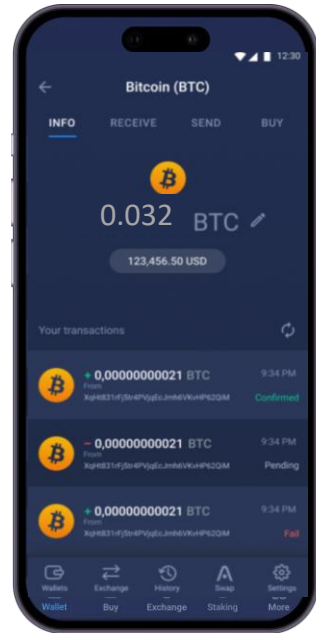 12:30
Bitcoin (BTC)
INFO RECEIVE SEND BUY
0.032 BTC
123,456.50 USD
Your transactions
+ 0,00000000021 BTC 9:34 PM
From
Confirmed
− 0,00000000021 BTC 9:34 PM
From
Pending
+ 0,00000000021 BTC 9:34 PM
From
Fail
Wallets Exchange History Swap Settings
Wallet Buy Exchange Staking More